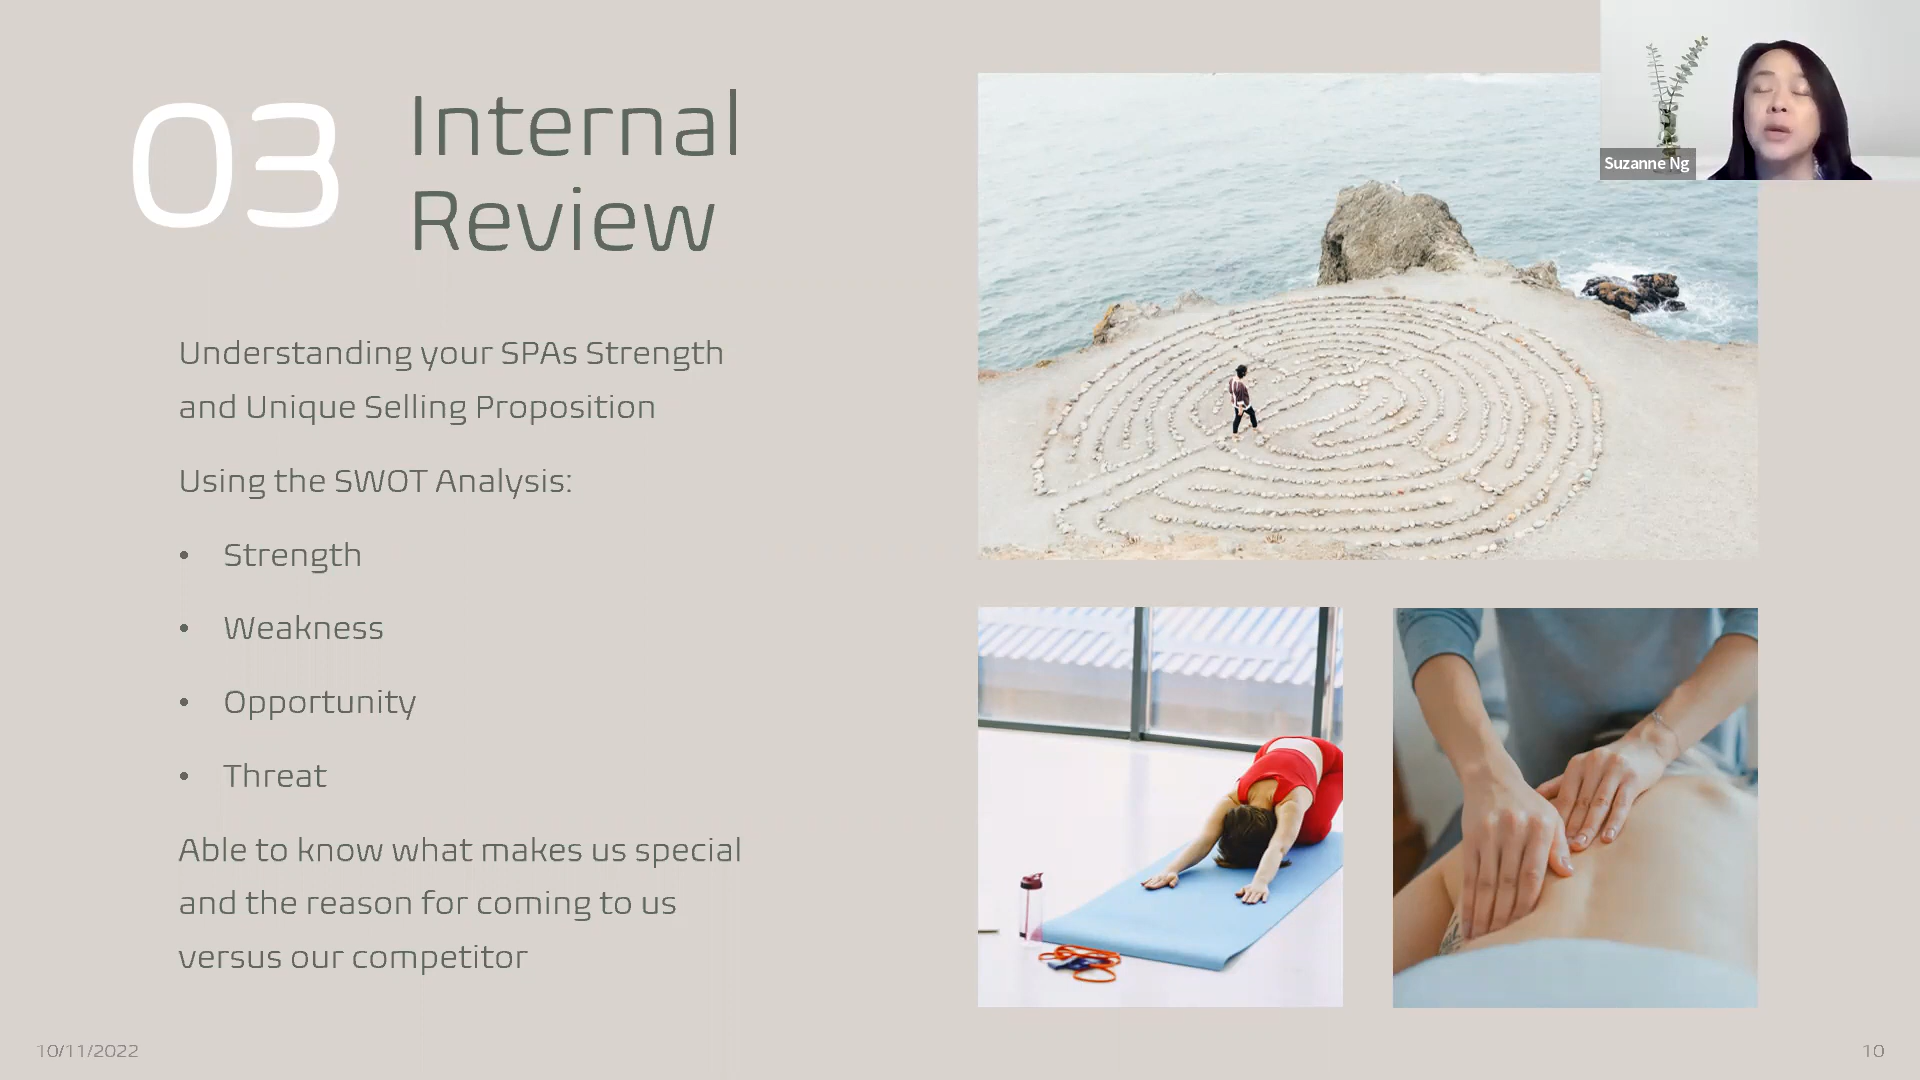 03
Internal
Review
Understanding your SPAs Strength
and Unique Selling Proposition
Using the SWOT Analysis:
• Strength
• Weakness
• Opportunity
• Threat
Able to know what makes us special
and the reason for coming to us
versus our competitor
Suzanne Ng
10/11/2022
10